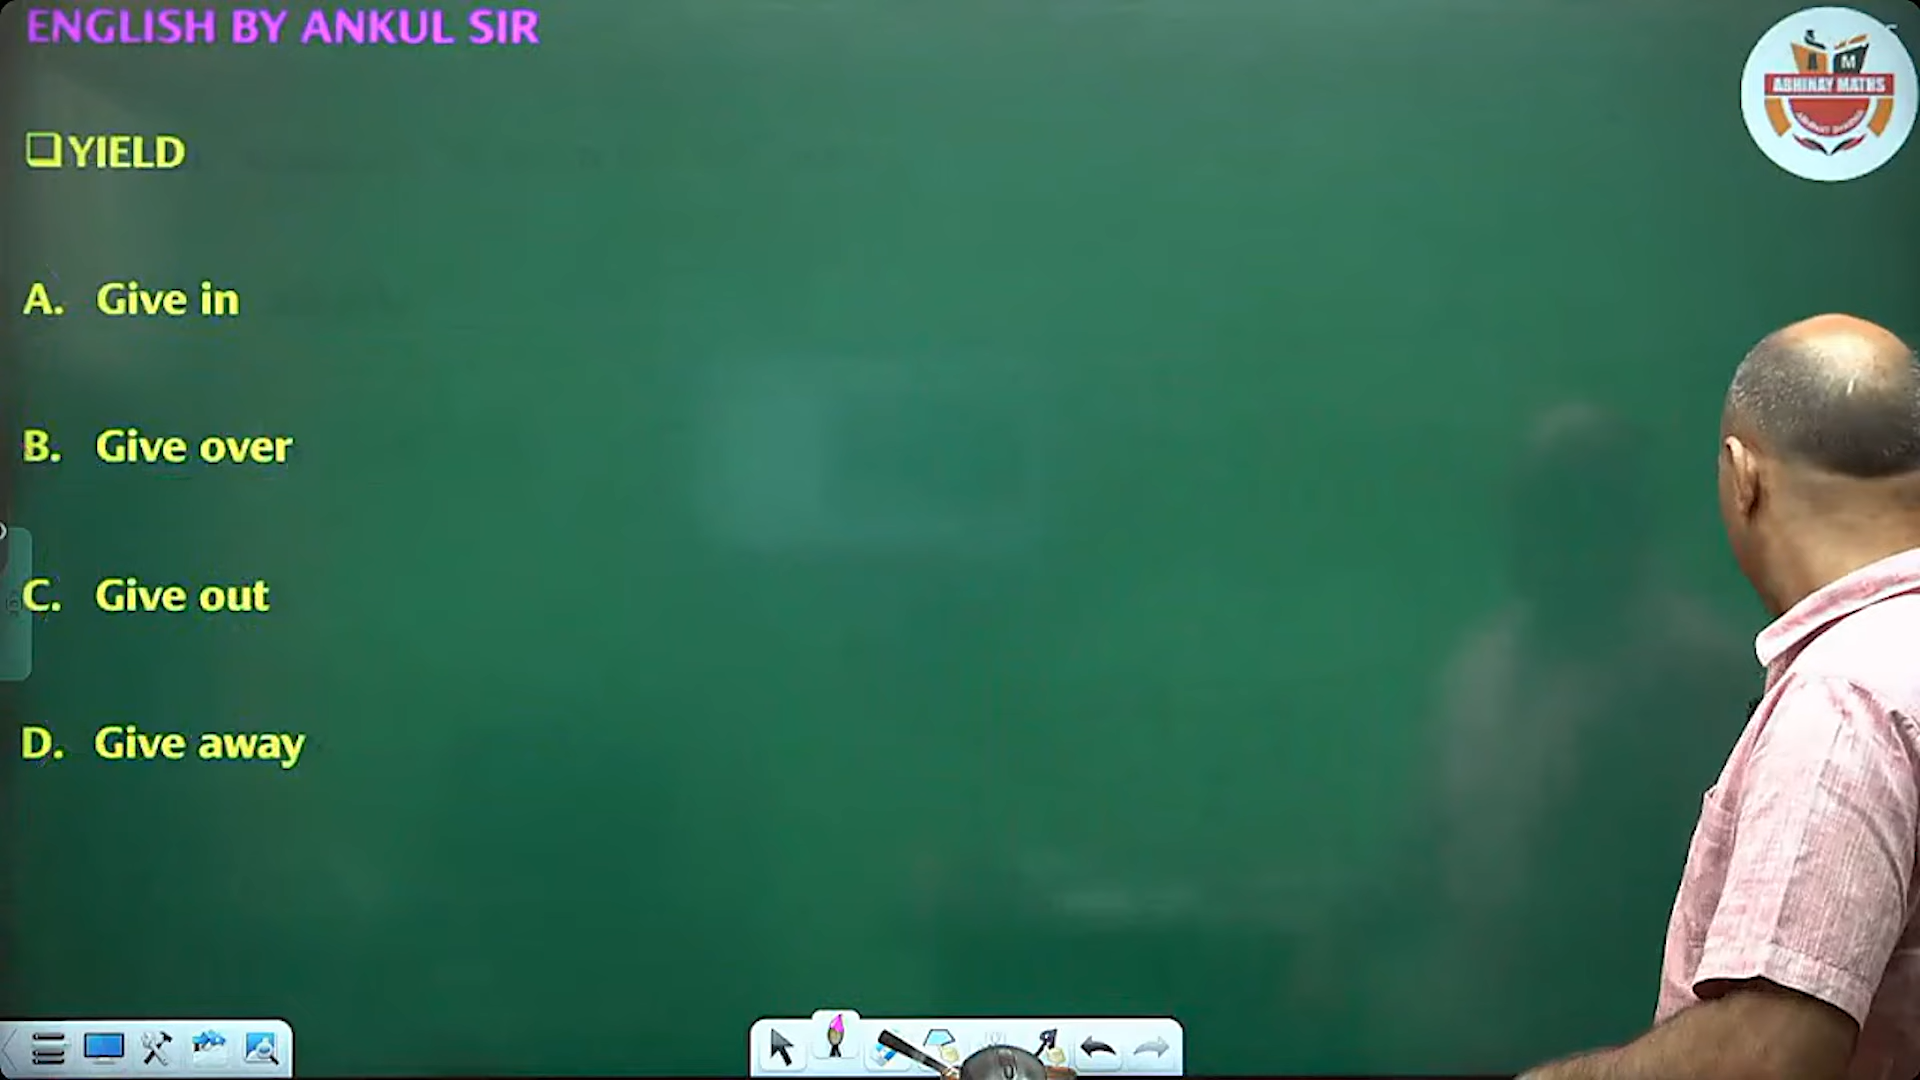 ENGLISH BY ANKUL SIR
A M
ABHINAY MATHS
YIELD
A. Give in
B. Give over
C. Give out
D. Give away